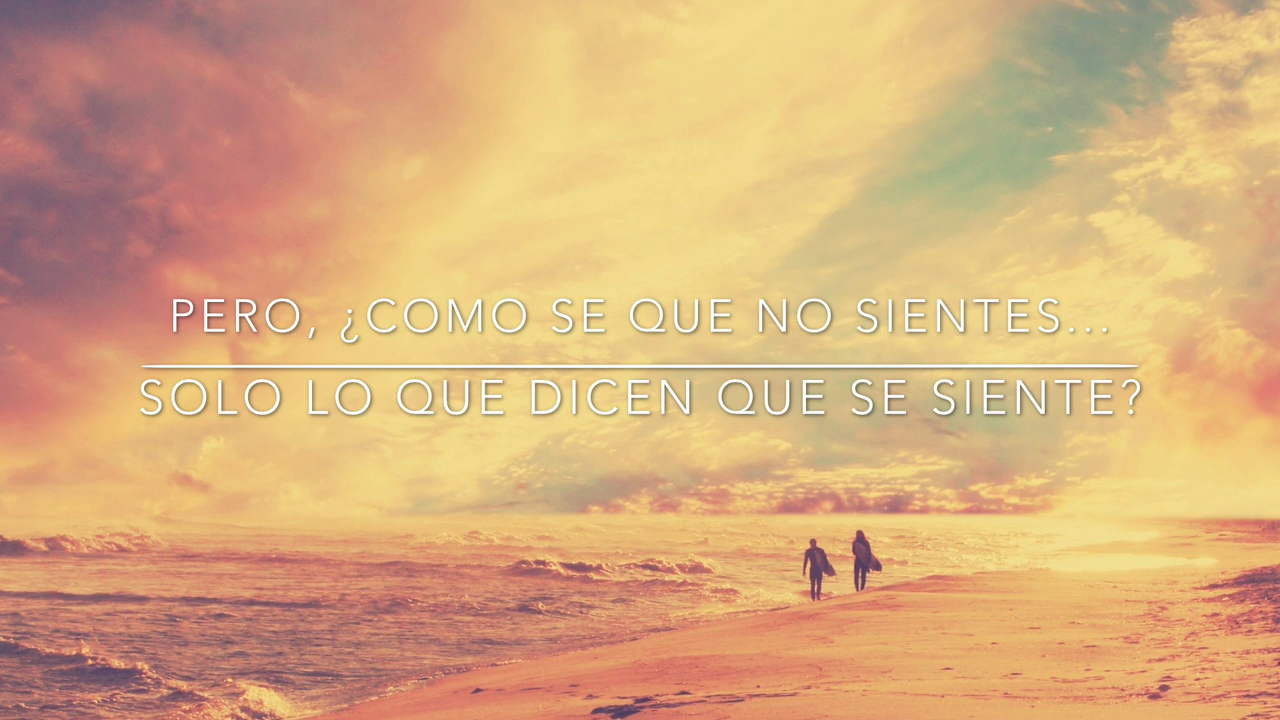 PERO, ¿COMO SE QUE NO SIENTES...
SOLO LO QUE DICEN QUE SE SIENTE?